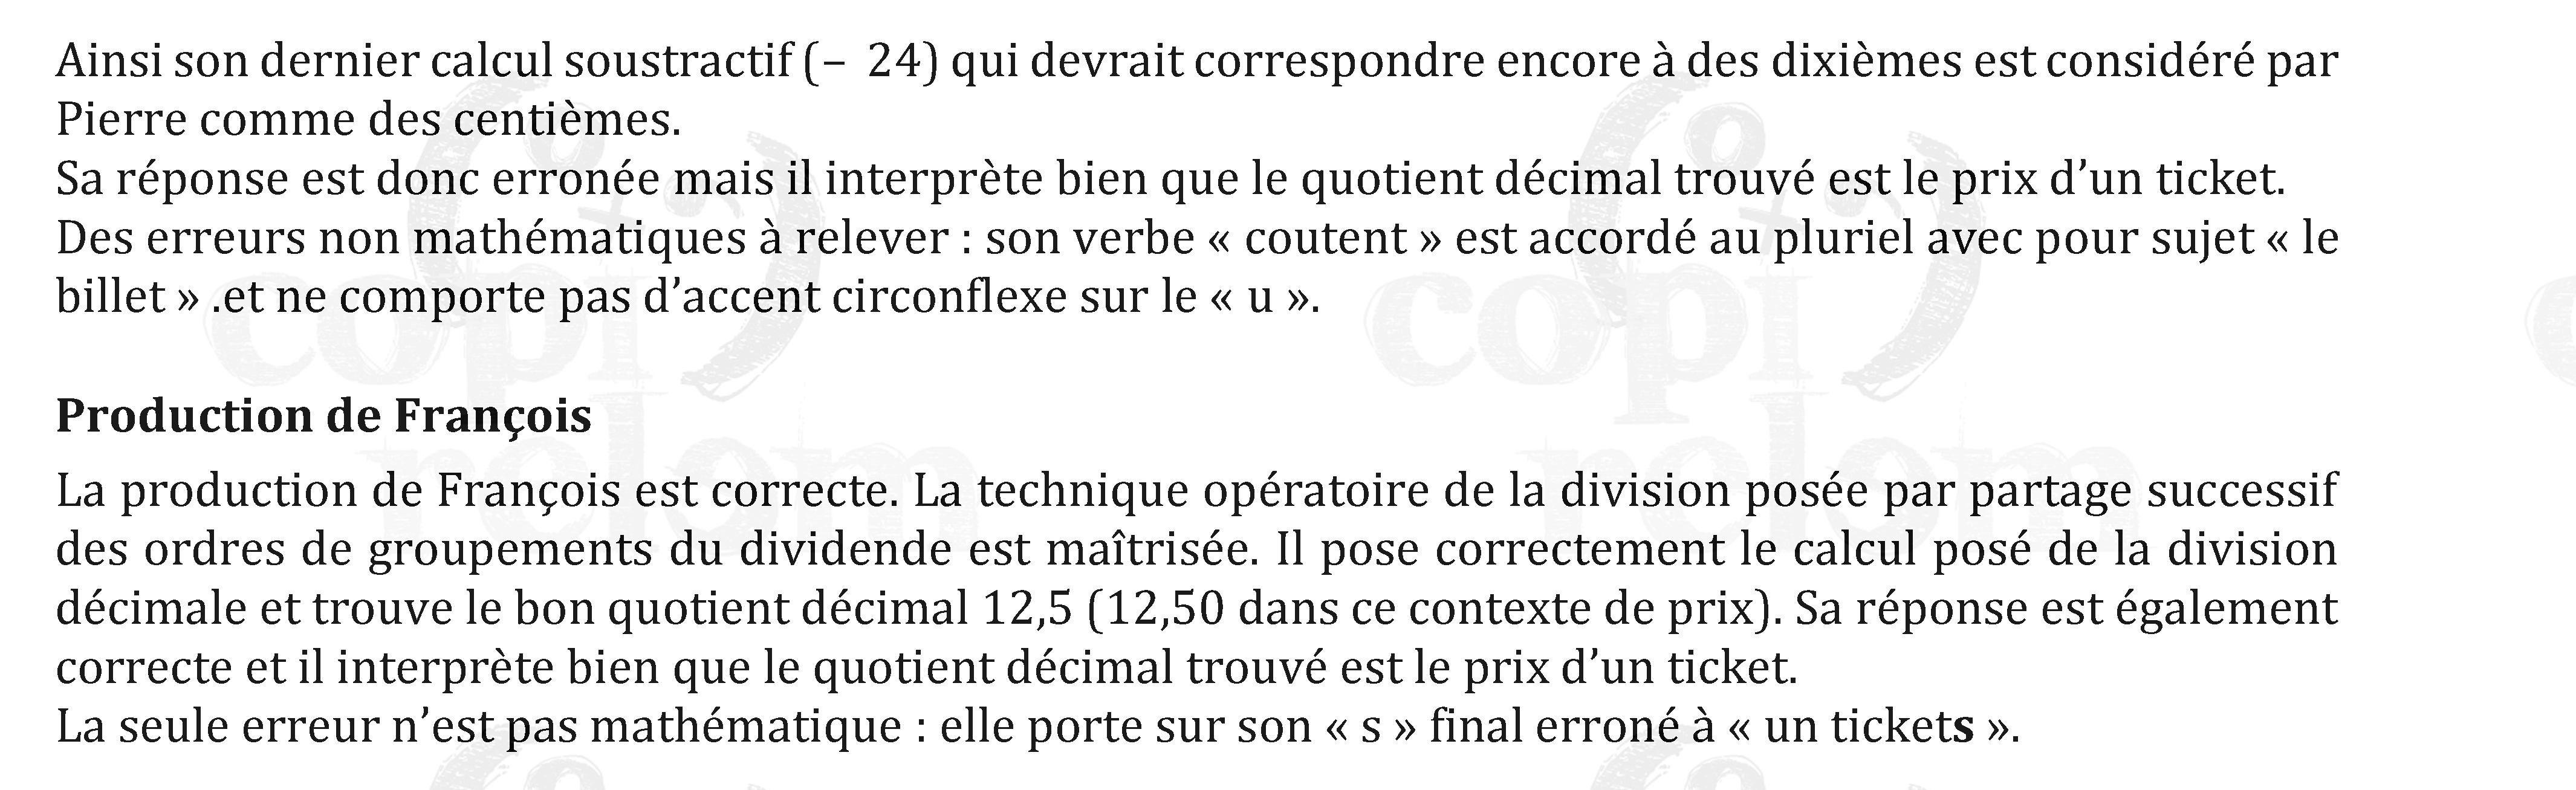 Ainsi son dernier calcul soustractif (– 24) qui devrait correspondre encore à des dixièmes est considéré par
Pierre comme des centièmes.
Sa réponse est donc erronée mais il interprète bien que le quotient décimal trouvé est le prix d’un ticket.
Des erreurs non mathématiques à relever : son verbe « coutent » est accordé au pluriel avec pour sujet « le
billet » .et ne comporte pas d’accent circonflexe sur le « u ».
Production de François
La production de François est correcte. La technique opératoire de la division posée par partage successif
des ordres de groupements du dividende est maîtrisée. Il pose correctement le calcul posé de la division
décimale et trouve le bon quotient décimal 12,5 (12,50 dans ce contexte de prix). Sa réponse est également
correcte et il interprète bien que le quotient décimal trouvé est le prix d’un ticket.
La seule erreur n’est pas mathématique : elle porte sur son « s » final erroné à « un tickets ».
copi
relom
copi
relom